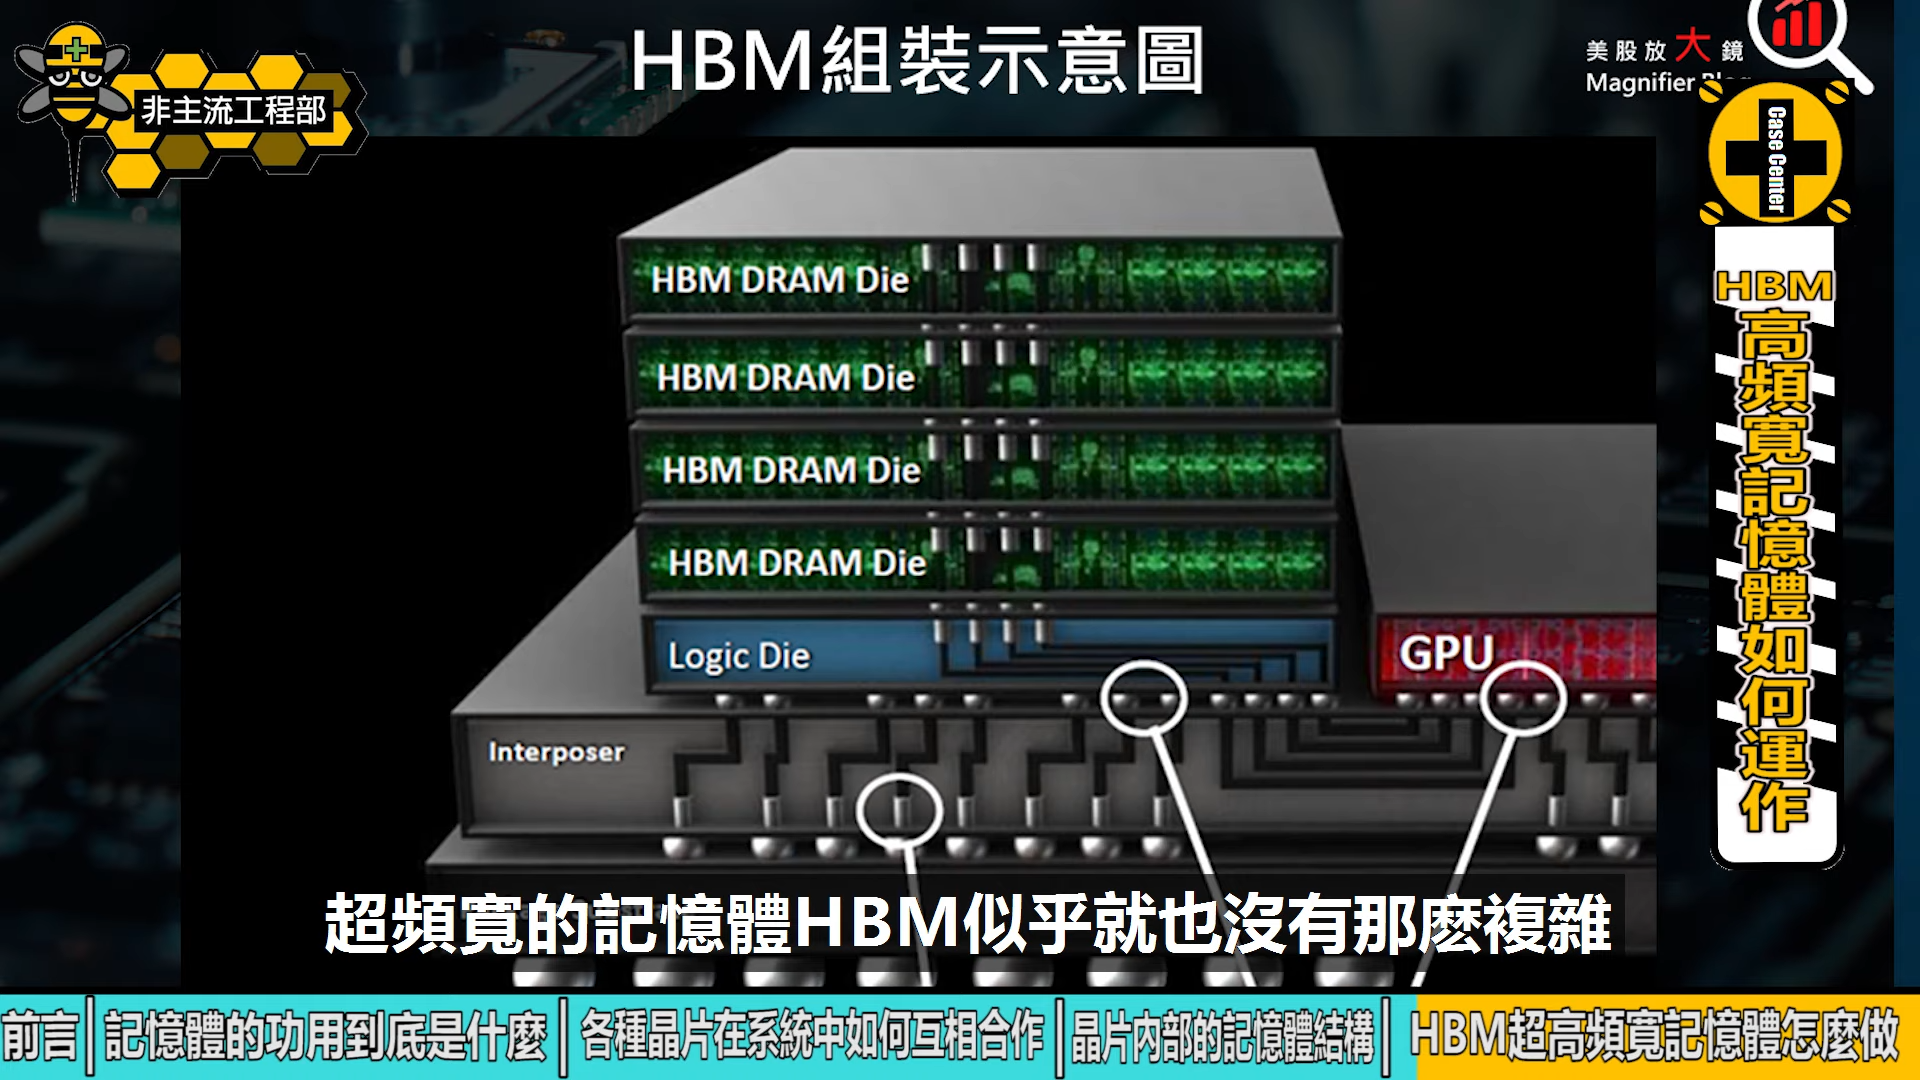 非主流工程部
HBM組裝示意圖
美股放大鏡
Magnifier
Case Center
HBM高頻寬記憶體如何運作
HBM DRAM Die
HBM DRAM Die
HBM DRAM Die
HBM DRAM Die
Logic Die
GPU
Interposer
超頻寬的記憶體HBM似乎就也沒有那麽複雜
前言
記憶體的功用到底是什麼
各種晶片在系統中如何互相合作
晶片內部的記憶體結構
HBM超高頻寬記憶體怎麼做